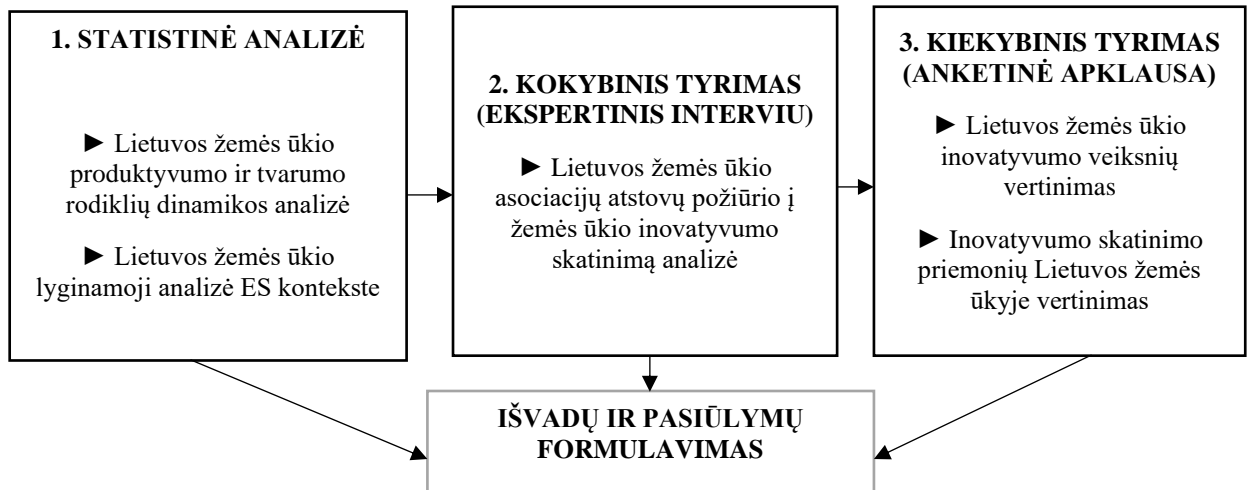 1. STATISTINĖ ANALIZĖ
► Lietuvos žemės ūkio
produktyvumo ir tvarumo
rodiklių dinamikos analizė
► Lietuvos žemės ūkio
lyginamoji analizė ES kontekste
2. KOKYBINIS TYRIMAS
(EKSPERTINIS INTERVIU)
► Lietuvos žemės ūkio
asociacijų atstovų požiūrio į
žemės ūkio inovatyvumo
skatinimą analizė
3. KIEKYBINIS TYRIMAS
(ANKETINĖ APKLAUSA)
► Lietuvos žemės ūkio
inovatyvumo veiksnių
vertinimas
► Inovatyvumo skatinimo
priemonių Lietuvos žemės
ūkyje vertinimas
IŠVADŲ IR PASIŪLYMŲ
FORMULAVIMAS